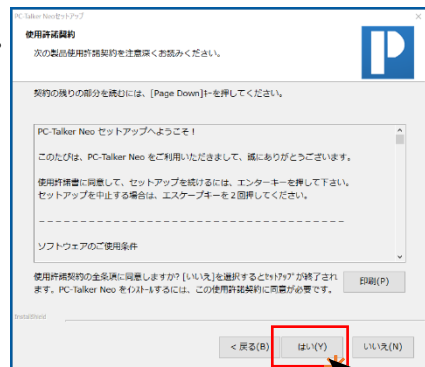 PC-Talker Neoセットアップ
使用許諾契約
次の製品使用許諾契約を注意深くお読みください。
契約の残りの部分を読むには、[Page Down]ｷｰを押してください。
PC-Talker Neo セットアップへようこそ！
このたびは、PC-Talker Neo をご利用いただきまして、誠にありがとうございます。
使用許諾書に同意して、セットアップを続けるには、エンターキーを押して下さい。
セットアップを中止する場合は、エスケープキーを２回押してください。
ソフトウェアのご使用条件
使用許諾契約の全条項に同意しますか? [いいえ]を選択するとｾｯﾄｱｯﾌﾟが終了され
ます。PC-Talker Neo をｲﾝｽﾄｰﾙするには、この使用許諾契約に同意が必要です。
印刷(P)
InstallShield
< 戻る(B)
はい(Y)
いいえ(N)